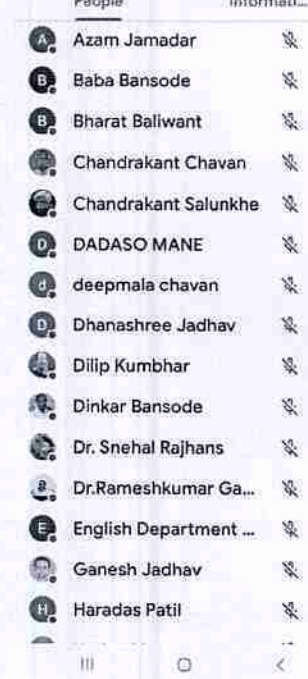 People Informati...
A Azam Jamadar
B Baba Bansode
B Bharat Baliwant
Chandrakant Chavan
Chandrakant Salunkhe
D DADASO MANE
d deepmala chavan
D Dhanashree Jadhav
Dilip Kumbhar
Dinkar Bansode
Dr. Snehal Rajhans
Dr.Rameshkumar Ga...
E English Department ...
Ganesh Jadhav
H Haradas Patil